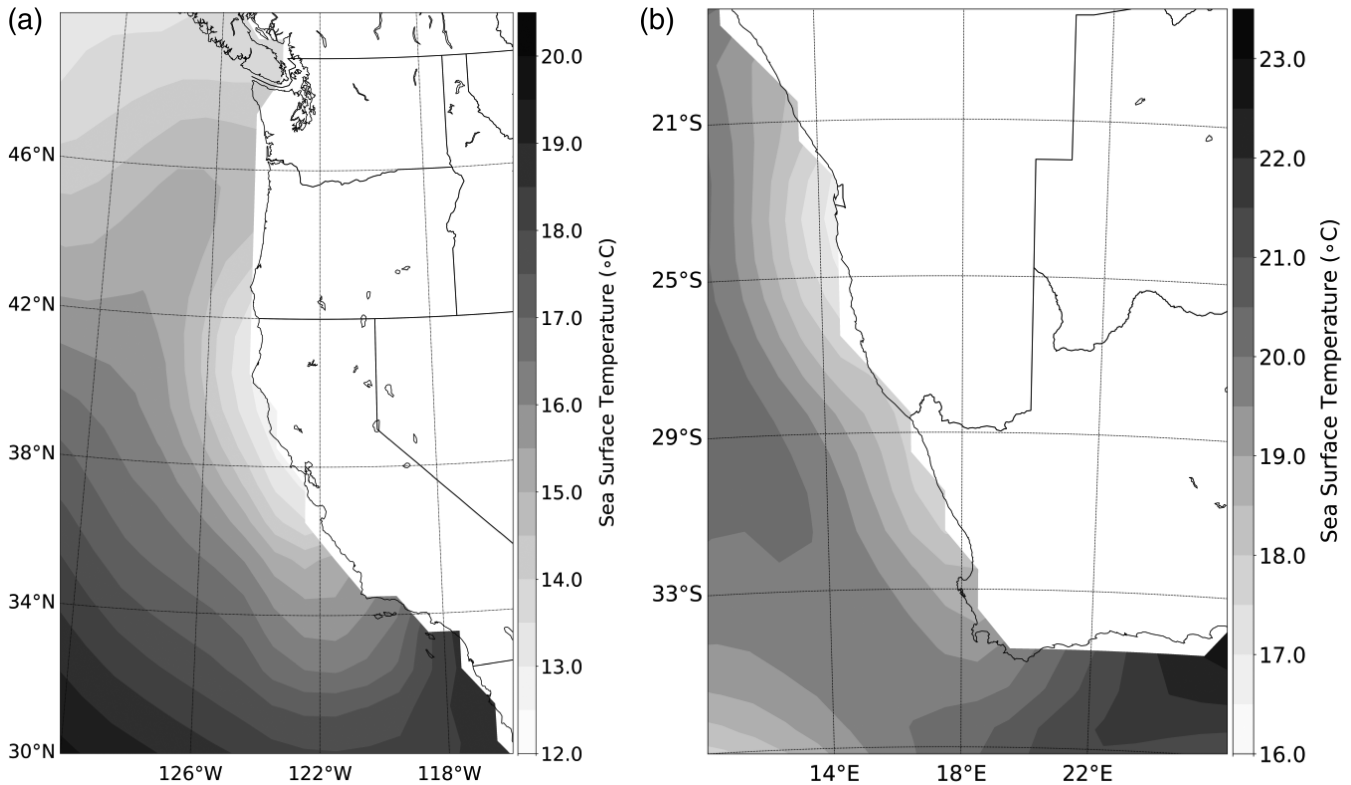 (a)
46°N
42°N
38°N
34°N
30°N
126°W
122°W
118°W
20.0
19.0
18.0
17.0
16.0
15.0
14.0
13.0
12.0
Sea Surface Temperature (∘C)
(b)
21°S
25°S
29°S
33°S
14°E
18°E
22°E
23.0
22.0
21.0
20.0
19.0
18.0
17.0
16.0
Sea Surface Temperature (∘C)